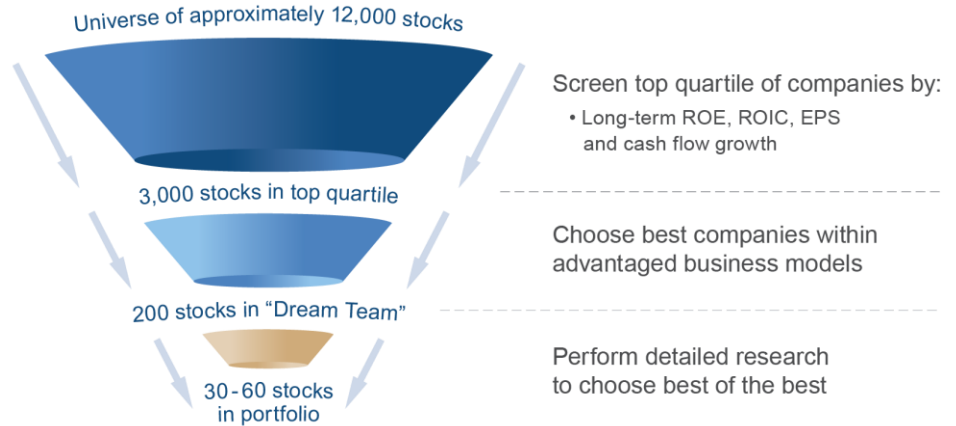 Universe of approximately 12,000 stocks
Screen top quartile of companies by:
• Long-term ROE, ROIC, EPS
and cash flow growth
3,000 stocks in top quartile
Choose best companies within
advantaged business models
200 stocks in “Dream Team”
Perform detailed research
to choose best of the best
30-60 stocks
in portfolio